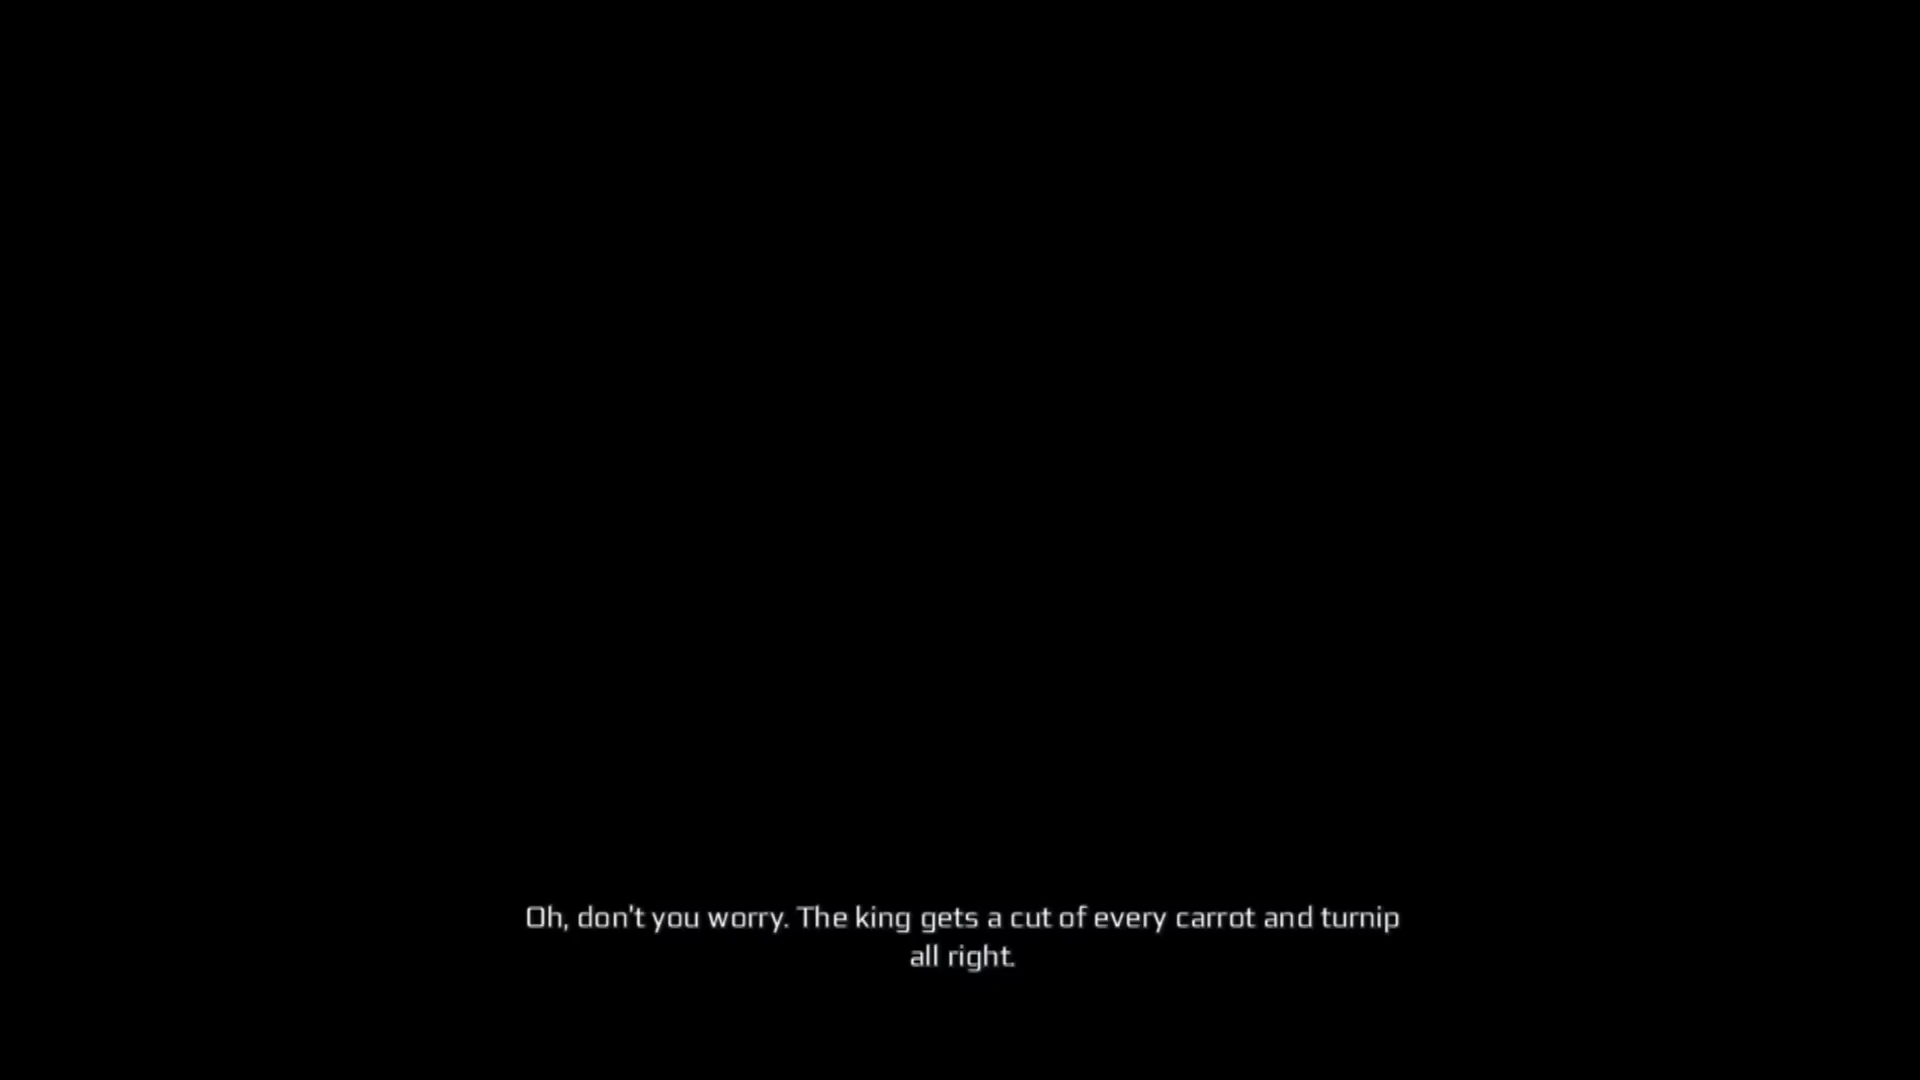 Oh, don't you worry. The king gets a cut of every carrot and turnip
all right.